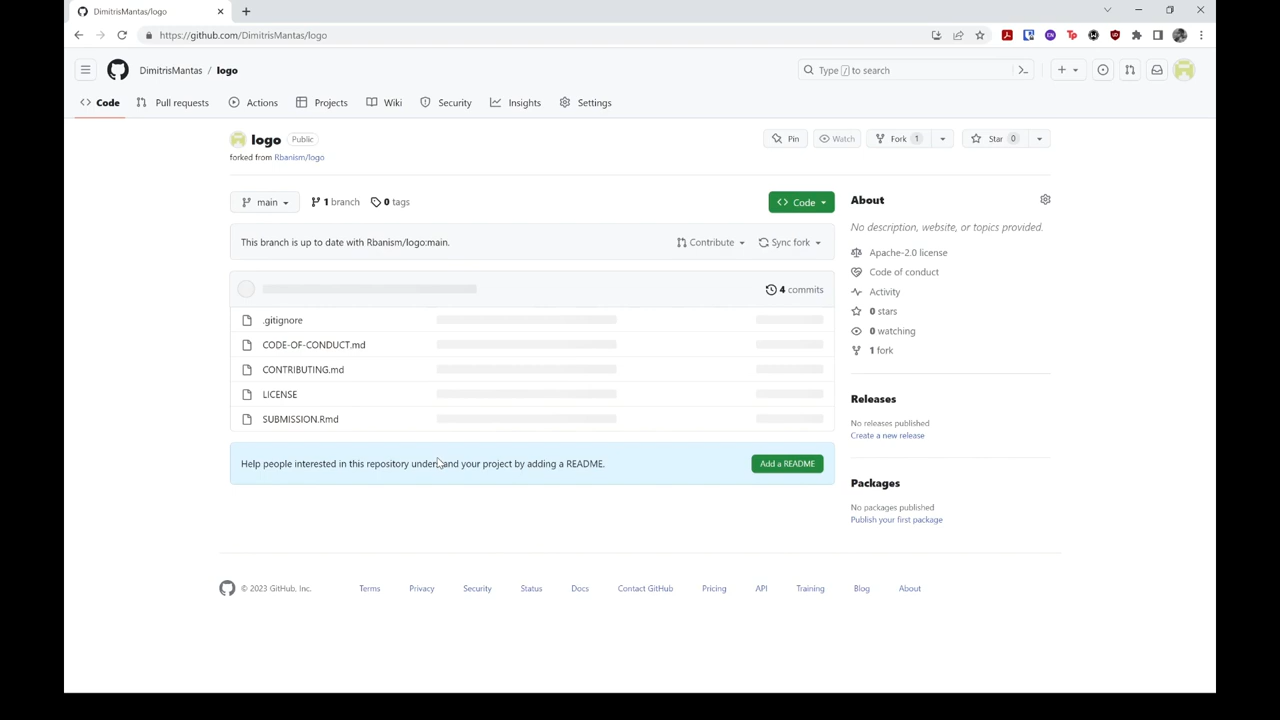 DimitrisMantas/logo
https://github.com/DimitrisMantas/logo
DimitrisMantas / logo
Type / to search
Code Pull requests Actions Projects Wiki Security Insights Settings
logo Public
Pin Watch Fork 1 Star 0
forked from Rbanism/logo
main 1 branch 0 tags Code
About
No description, website, or topics provided.
This branch is up to date with Rbanism/logo:main. Contribute Sync fork
Apache-2.0 license
Code of conduct
4 commits
Activity
.gitignore
0 stars
CODE-OF-CONDUCT.md
0 watching
CONTRIBUTING.md
1 fork
LICENSE
SUBMISSION.Rmd
Releases
No releases published
Create a new release
Help people interested in this repository understand your project by adding a README. Add a README
Packages
No packages published
Publish your first package
© 2023 GitHub, Inc. Terms Privacy Security Status Docs Contact GitHub Pricing API Training Blog About